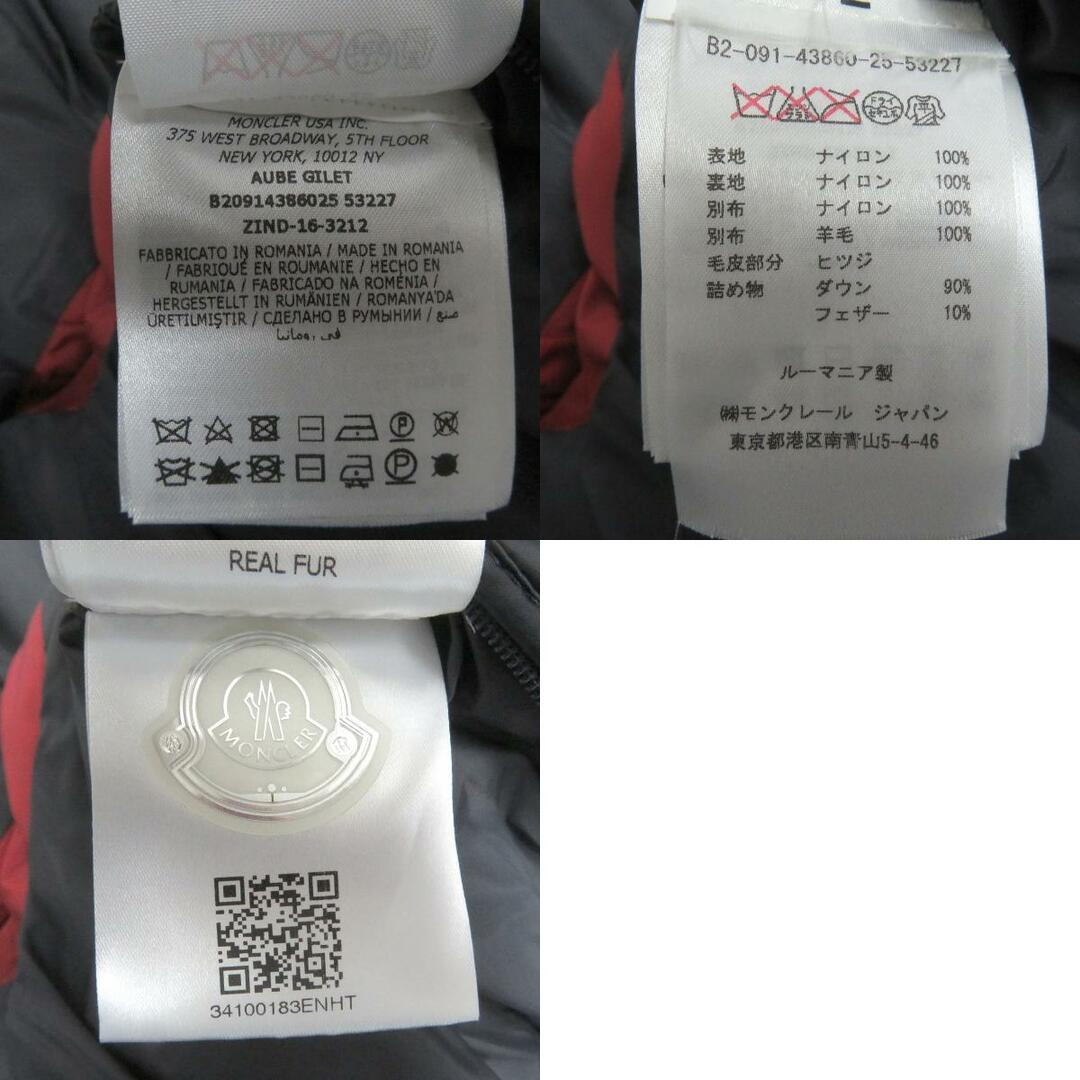 MONCLER USA INC.
375 WEST BROADWAY, 5TH FLOOR
NEW YORK, 10012 NY
AUBE GILET
B20914386025 53227
ZIND-16-3212
FABBRICATO IN ROMANIA / MADE IN ROMANIA
/ FABRIQUÉ EN ROUMANIE / HECHO EN
RUMANIA / FABRICADO NA ROMÉNIA /
HERGESTELLT IN RUMÄNIEN / ROMANYA'DA
ÜRETILMIŞTIR / СДЕЛАНО В РУМЫНИИ / صنع
في رومانيا
B2-091-43860-25-53227
表地 ナイロン 100%
裏地 ナイロン 100%
別布 ナイロン 100%
別布 羊毛 100%
毛皮部分 ヒツジ
詰め物 ダウン 90%
フェザー 10%
ルーマニア製
㈱モンクレール ジャパン
東京都港区南青山5-4-46
REAL FUR
MONCLER
34100183ENHT